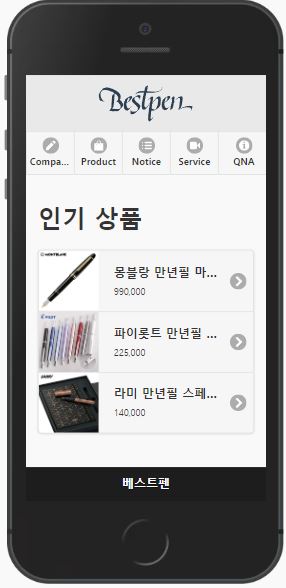 Bestpen
Compa... Product Notice Service QNA
인기 상품
MONTBLANC
몽블랑 만년필 마...
990,000
PILOT
파이롯트 만년필 ...
225,000
라미 만년필 스페...
140,000
베스트펜